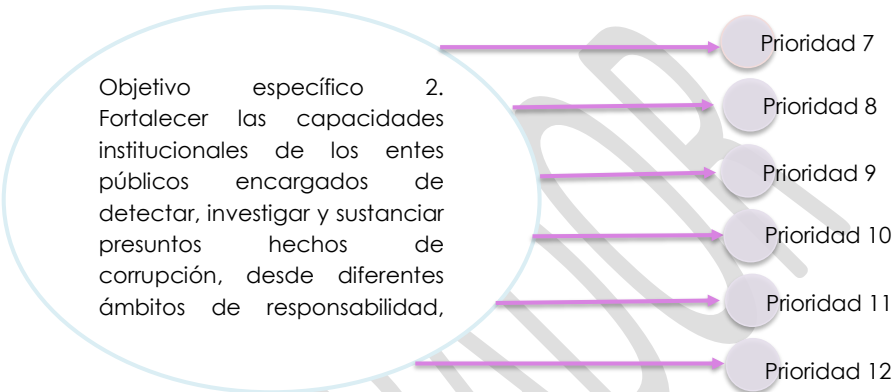 Objetivo específico 2.
Fortalecer las capacidades
institucionales de los entes
públicos encargados de
detectar, investigar y sustanciar
presuntos hechos de
corrupción, desde diferentes
ámbitos de responsabilidad,
Prioridad 7
Prioridad 8
Prioridad 9
Prioridad 10
Prioridad 11
Prioridad 12